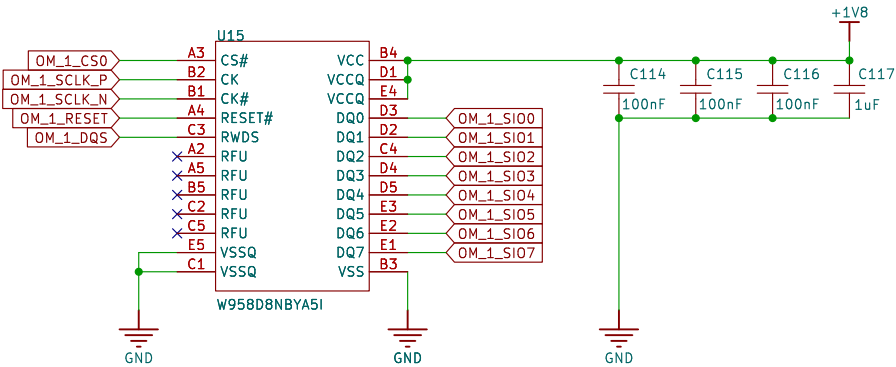 +1V8
U15
OM_1_CS0 A3 CS# VCC B4
OM_1_SCLK_P B2 CK VCCQ D1
OM_1_SCLK_N B1 CK# VCCQ E4
OM_1_RESET A4 RESET# DQ0 D3 OM_1_SIO0
OM_1_DQS C3 RWDS DQ1 D2 OM_1_SIO1
A2 RFU DQ2 C4 OM_1_SIO2
A5 RFU DQ3 D4 OM_1_SIO3
B5 RFU DQ4 D5 OM_1_SIO4
C2 RFU DQ5 E3 OM_1_SIO5
C5 RFU DQ6 E2 OM_1_SIO6
E5 VSSQ DQ7 E1 OM_1_SIO7
C1 VSSQ VSS B3
W958D8NBYA5I
C114 C115 C116 C117
100nF 100nF 100nF 1uF
GND GND GND